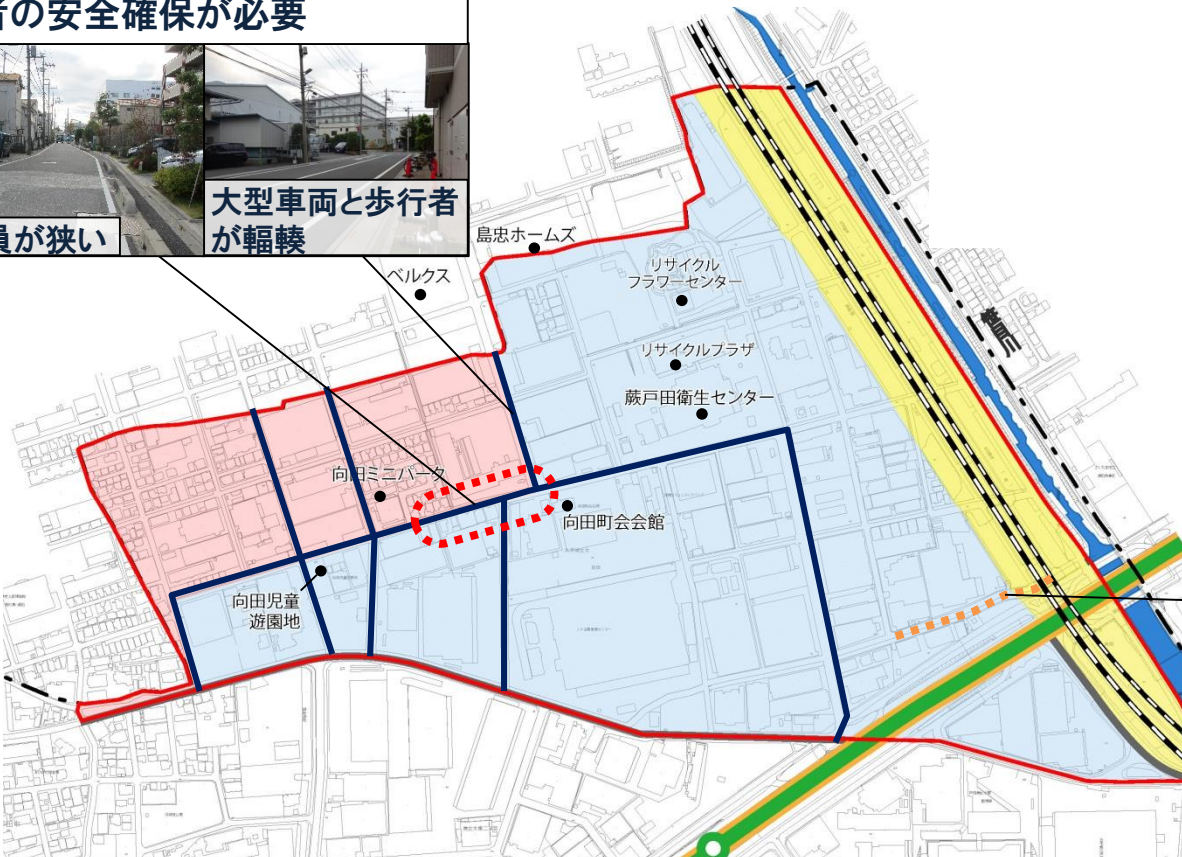 者の安全確保が必要
員が狭い
大型車両と歩行者
が輻輳
島忠ホームズ
ベルクス
リサイクル
フラワーセンター
リサイクルプラザ
蕨戸田衛生センター
笹目川
向田ミニパーク
向田町会会館
向田児童
遊園地